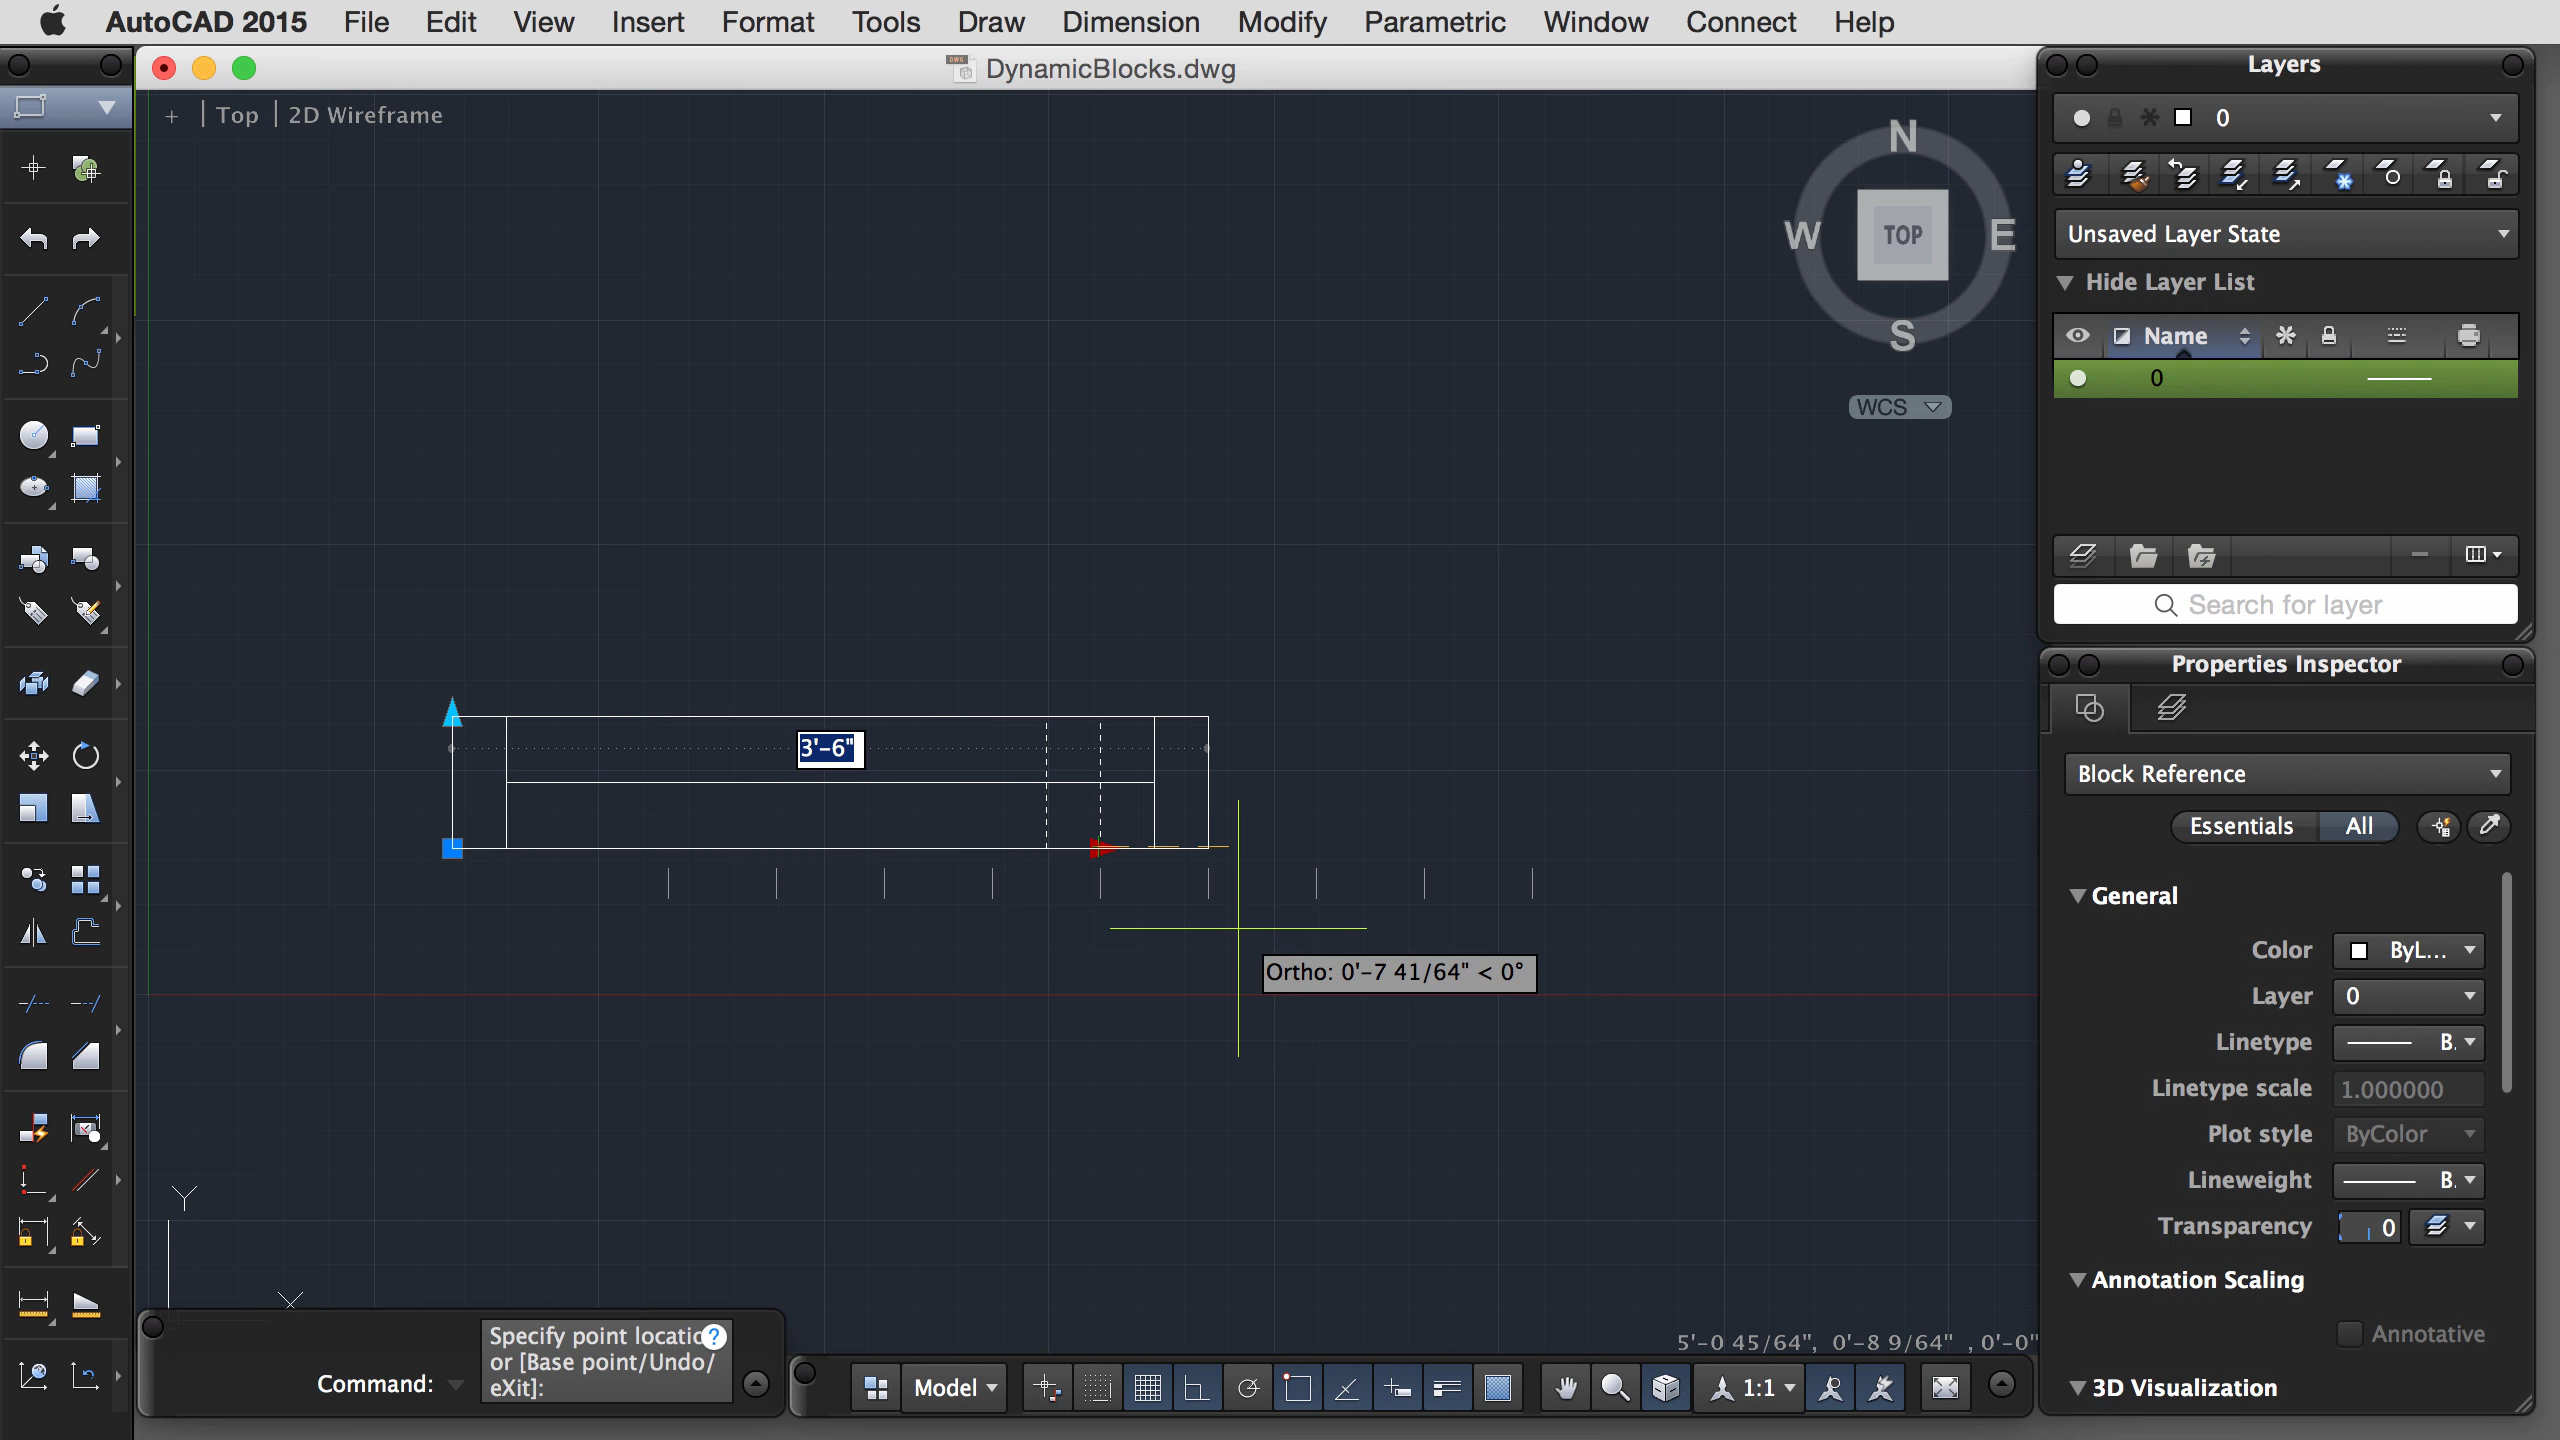 AutoCAD 2015 File Edit View Insert Format Tools Draw Dimension Modify Parametric Window Connect Help
DWG DynamicBlocks.dwg
+ | Top | 2D Wireframe
N
W TOP E
S
WCS
3'-6"
Ortho: 0'-7 41/64" < 0°
Y
X
5'-0 45/64", 0'-8 9/64" , 0'-0"
Specify point locatio
or [Base point/Undo/
eXit]:
Command:
Model
1:1
Layers
0
Unsaved Layer State
Hide Layer List
Name
0
Search for layer
Properties Inspector
Block Reference
Essentials All
General
Color ByL...
Layer 0
Linetype B.
Linetype scale 1.000000
Plot style ByColor
Lineweight B.
Transparency 0
Annotation Scaling
Annotative
3D Visualization